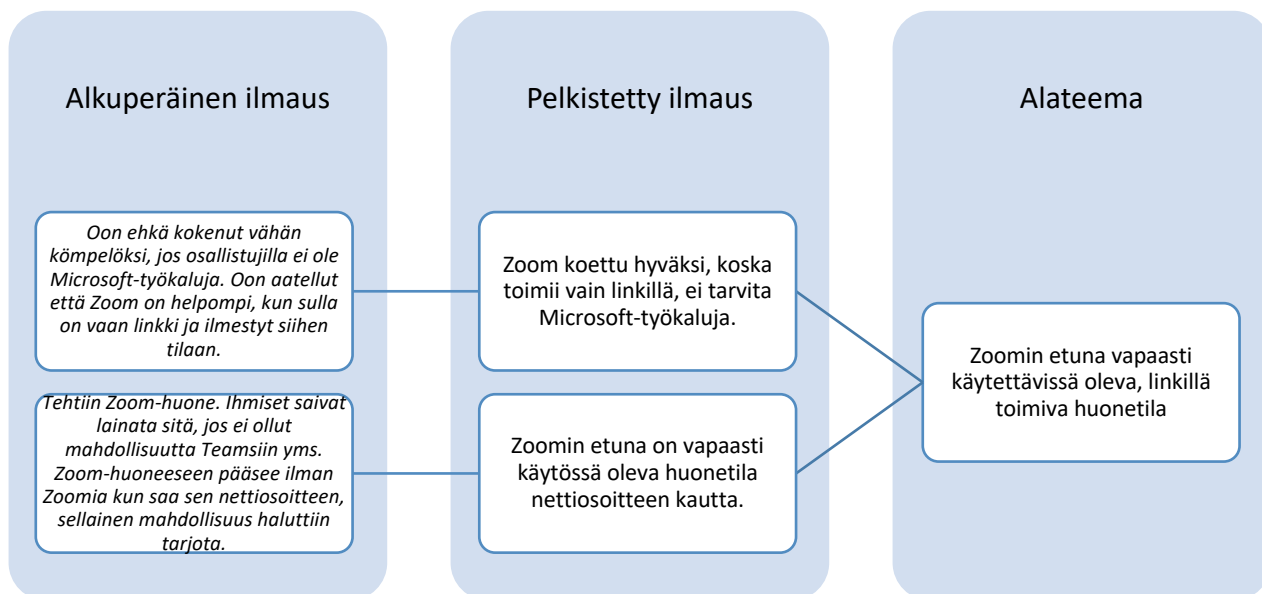 Alkuperäinen ilmaus
Pelkistetty ilmaus
Alateema
Oon ehkä kokenut vähän
kömpelöksi, jos osallistujilla ei ole
Microsoft-työkaluja. Oon aatellut
että Zoom on helpompi, kun sulla
on vaan linkki ja ilmestyt siihen
tilaan.
Zoom koettu hyväksi, koska
toimii vain linkillä, ei tarvita
Microsoft-työkaluja.
Tehtiin Zoom-huone. Ihmiset saivat
lainata sitä, jos ei ollut
mahdollisuutta Teamsiin yms.
Zoom-huoneeseen pääsee ilman
Zoomia kun saa sen nettiosoitteen,
sellainen mahdollisuus haluttiin
tarjota.
Zoomin etuna on vapaasti
käytössä oleva huonetila
nettiosoitteen kautta.
Zoomin etuna vapaasti
käytettävissä oleva, linkillä
toimiva huonetila